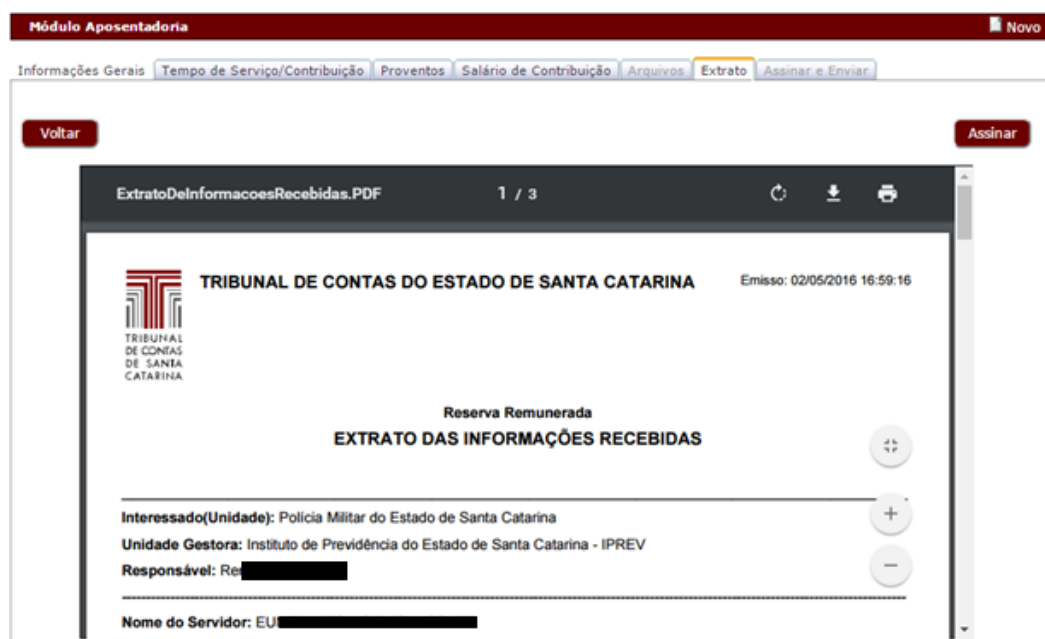 Módulo Aposentadoria Novo
Informações Gerais Tempo de Serviço/Contribuição Proventos Salário de Contribuição Arquivos Extrato Assinar e Enviar
Voltar Assinar
ExtratoDeInformacoesRecebidas.PDF 1 / 3
TRIBUNAL DE CONTAS DO ESTADO DE SANTA CATARINA Emisso: 02/05/2016 16:59:16
TRIBUNAL
DE CONTAS
DE SANTA
CATARINA
Reserva Remunerada
EXTRATO DAS INFORMAÇÕES RECEBIDAS
Interessado(Unidade): Polícia Militar do Estado de Santa Catarina
Unidade Gestora: Instituto de Previdência do Estado de Santa Catarina - IPREV
Responsável:
Nome do Servidor: